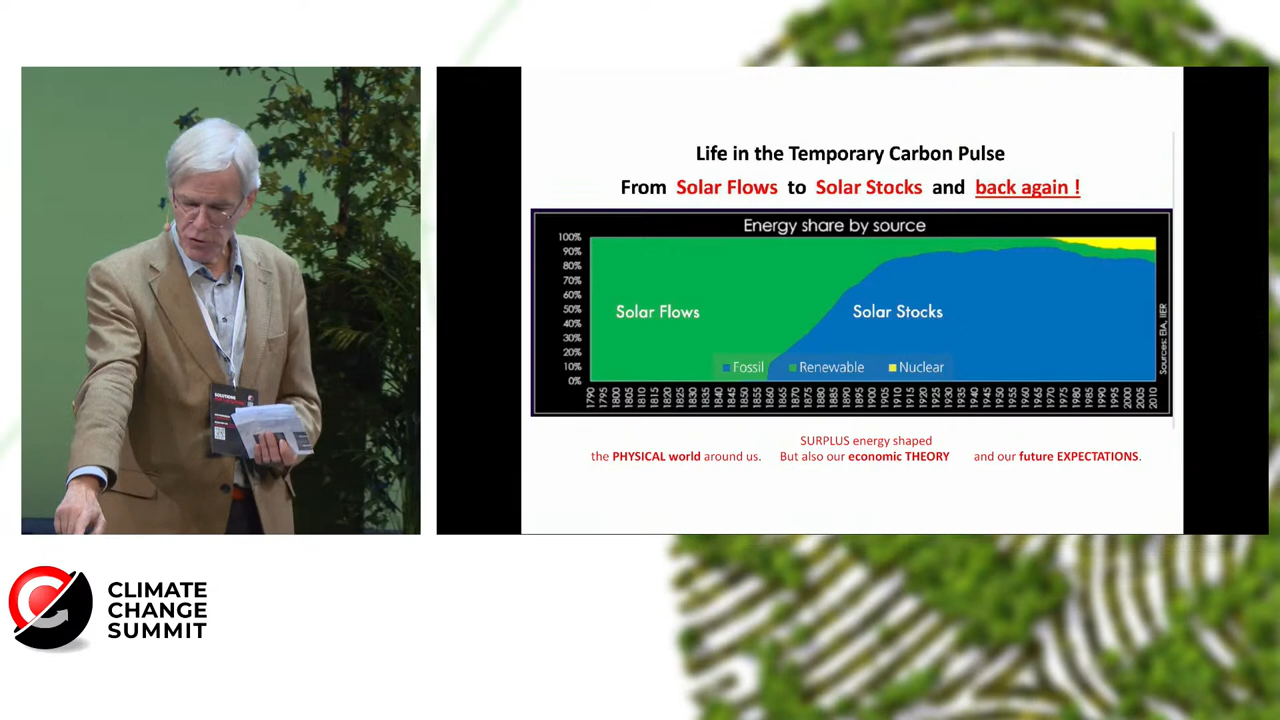 Life in the Temporary Carbon Pulse
From Solar Flows to Solar Stocks and back again !
Energy share by source
100%
90%
80%
70%
60%
50%
40%
30%
20%
10%
0%
Solar Flows
Solar Stocks
Fossil Renewable Nuclear
Sources: EIA, IIER
1790 1795 1800 1805 1810 1815 1820 1825 1830 1835 1840 1845 1850 1855 1860 1865 1870 1875 1880 1885 1890 1895 1900 1905 1910 1915 1920 1925 1930 1935 1940 1945 1950 1955 1960 1965 1970 1975 1980 1985 1990 1995 2000 2005 2010
SURPLUS energy shaped
the PHYSICAL world around us. But also our economic THEORY and our future EXPECTATIONS.
SOLUTIONS
CLIMATE
CHANGE
SUMMIT